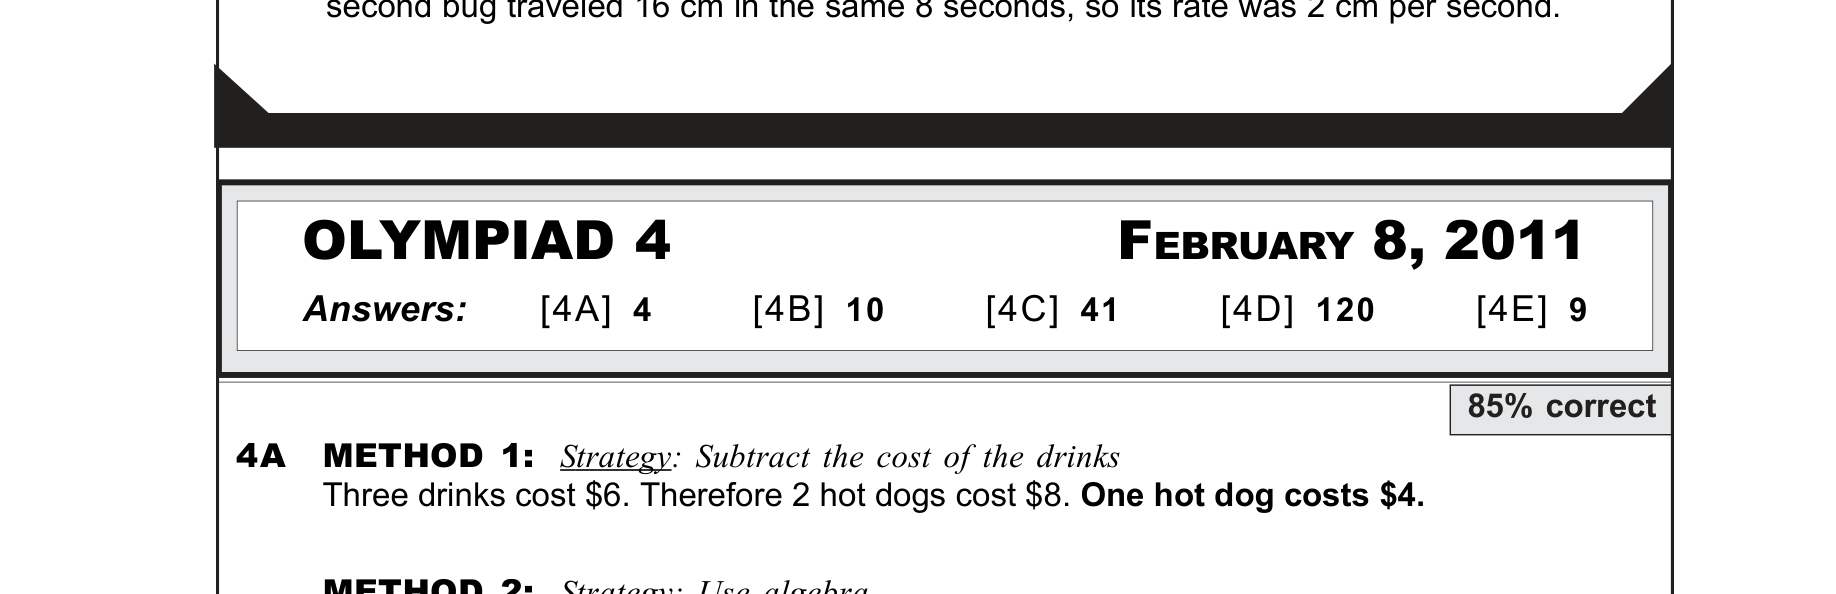 second bug traveled 16 cm in the same 8 seconds, so its rate was 2 cm per second.
OLYMPIAD 4 FEBRUARY 8, 2011
Answers: [4A] 4 [4B] 10 [4C] 41 [4D] 120 [4E] 9
85% correct
4A METHOD 1: Strategy: Subtract the cost of the drinks
Three drinks cost $6. Therefore 2 hot dogs cost $8. One hot dog costs $4.
METHOD 2: Strategy: Use algebra